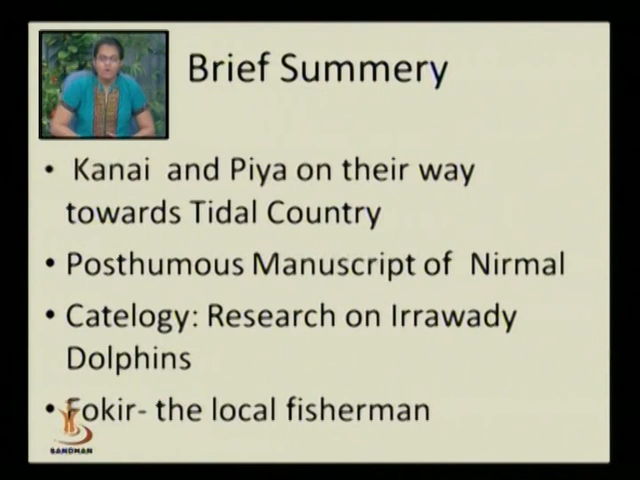 Brief Summery
• Kanai and Piya on their way
towards Tidal Country
• Posthumous Manuscript of Nirmal
• Catelogy: Research on Irrawady
Dolphins
• Fokir- the local fisherman
SANDHAN